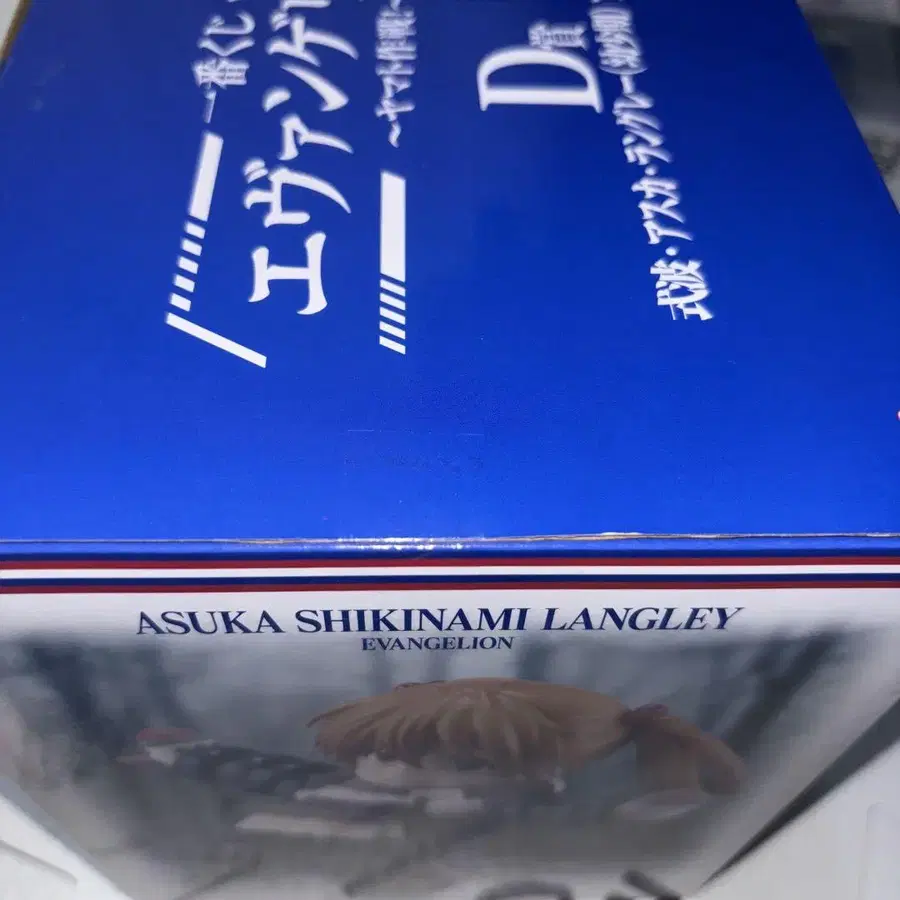 一番くじ
エヴァンゲ
~ヤマト作戦!~
D賞
式波・アスカ・ラングレー
ASUKA SHIKINAMI LANGLEY
EVANGELION